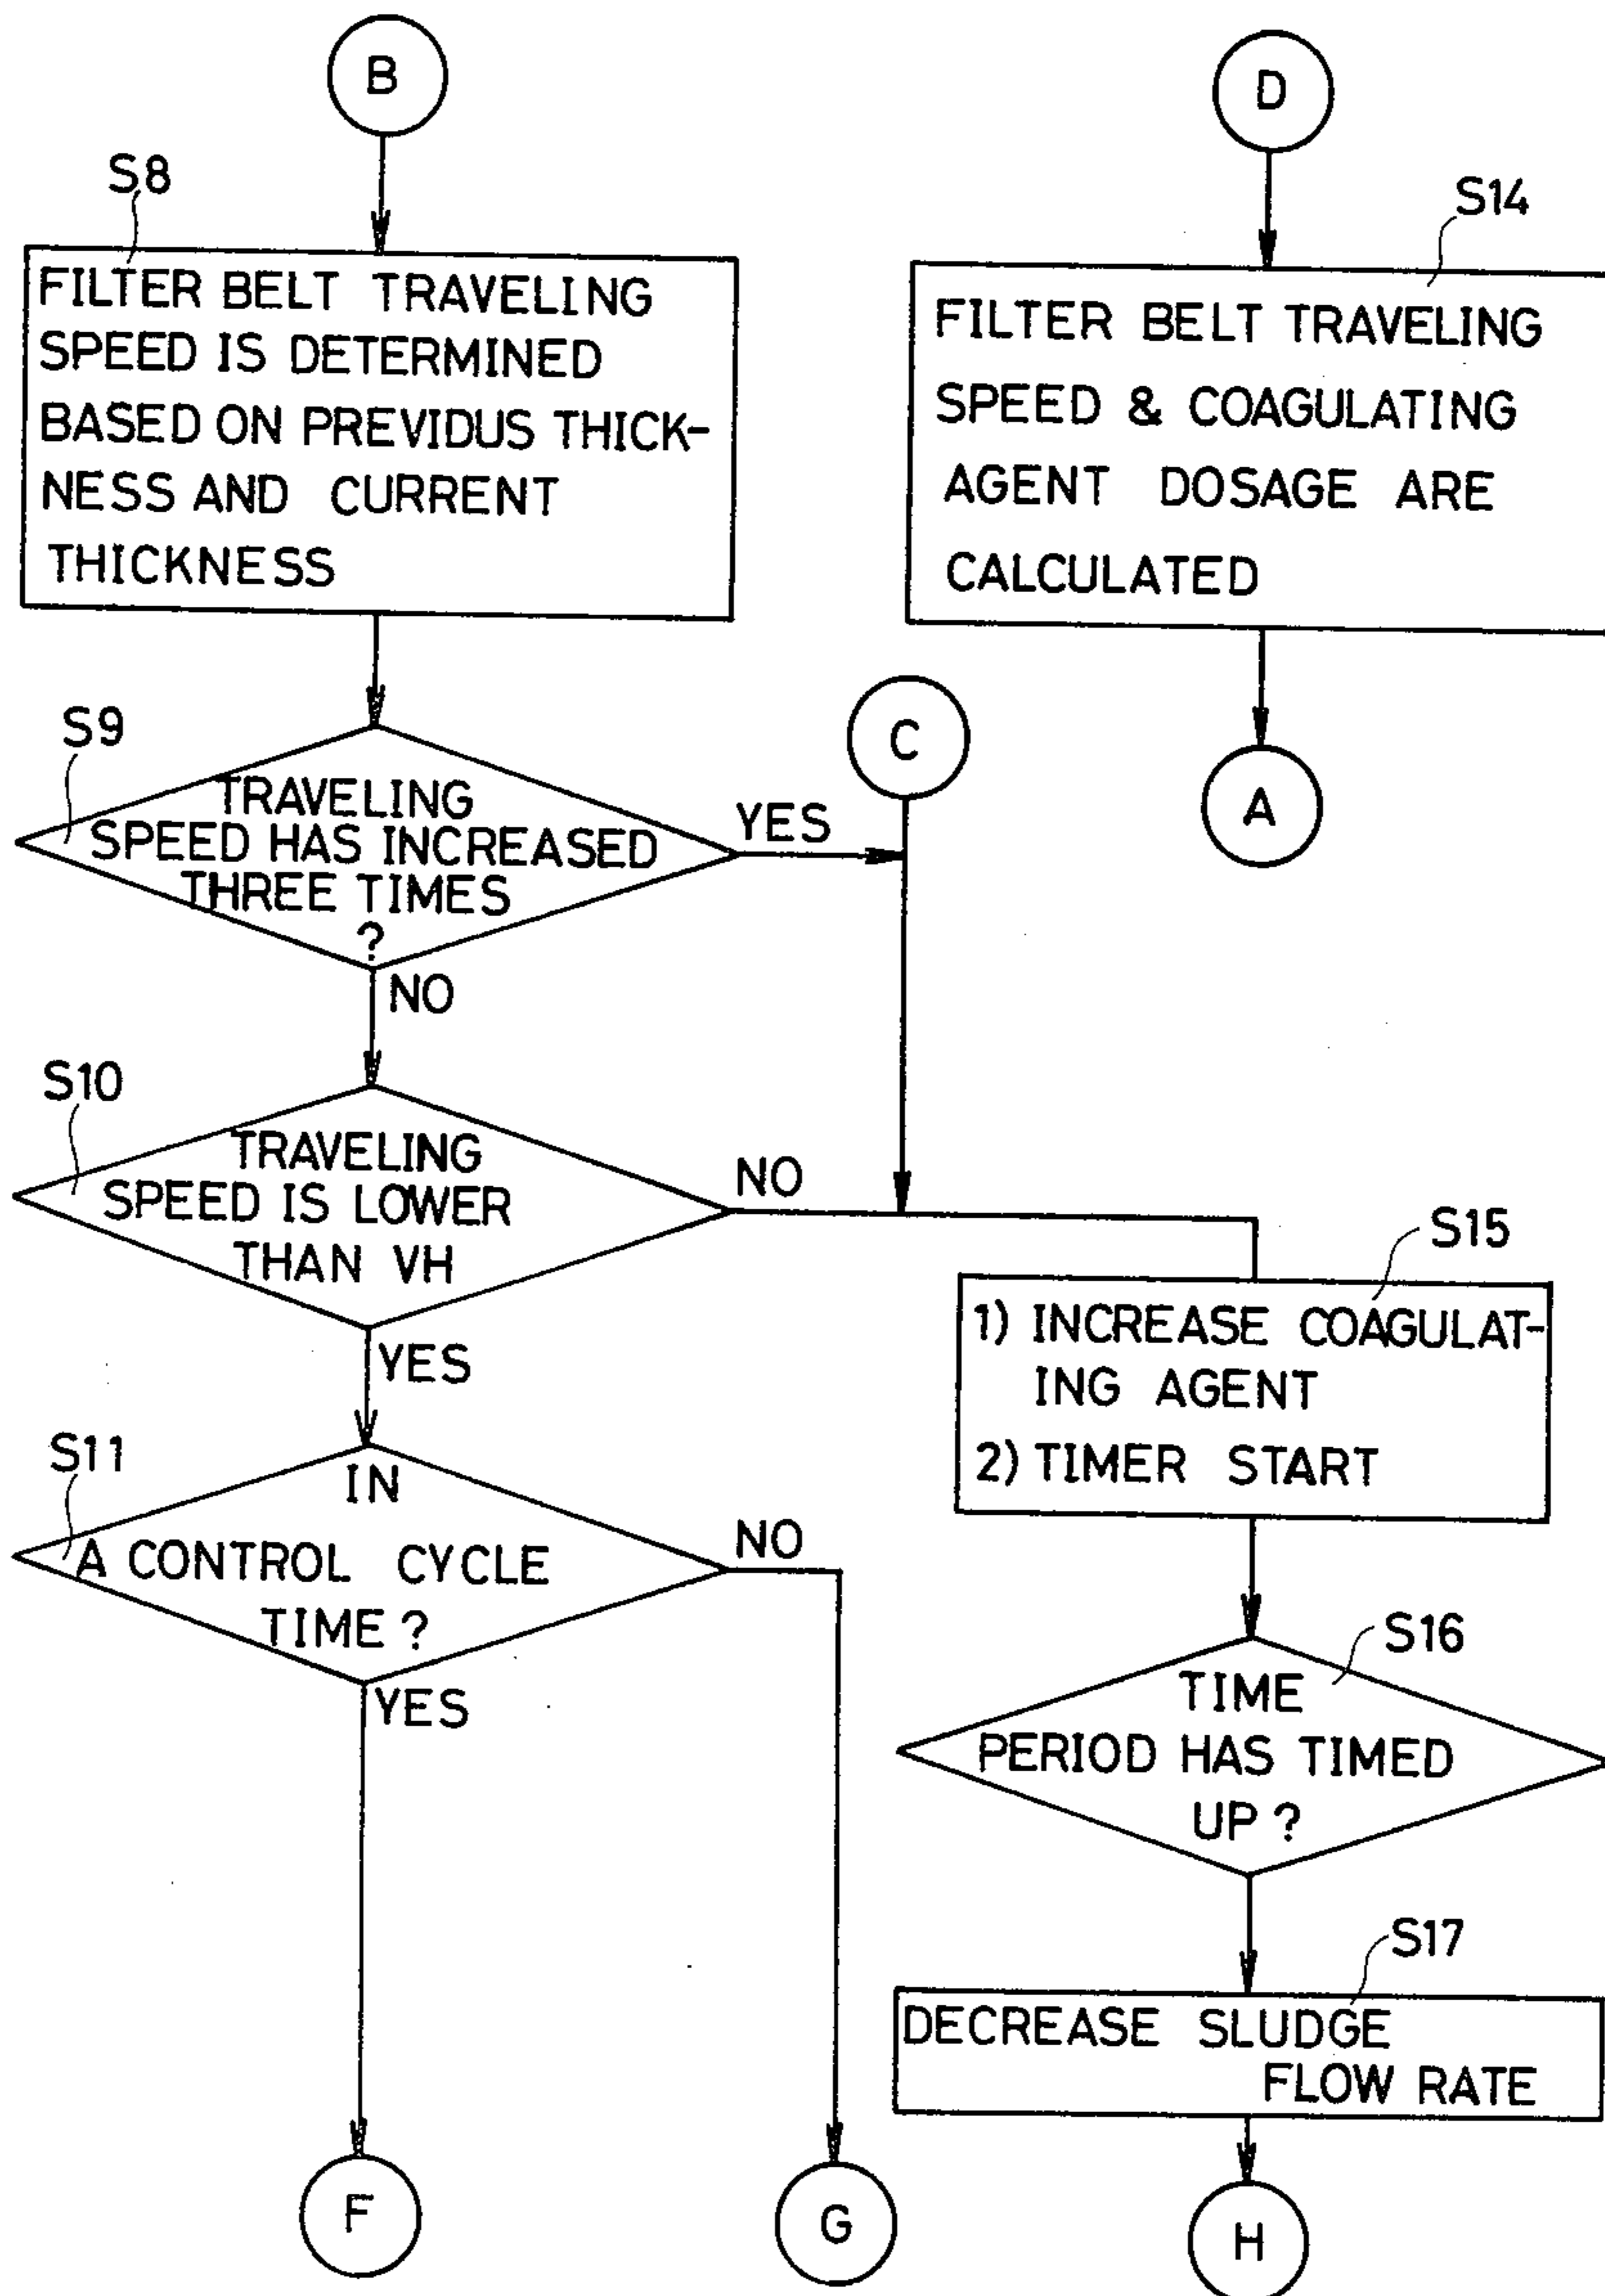 B
S8
FILTER BELT TRAVELING
SPEED IS DETERMINED
BASED ON PREVIDUS THICK-
NESS AND CURRENT
THICKNESS
S9
TRAVELING
SPEED HAS INCREASED
THREE TIMES
?
YES
NO
S10
TRAVELING
SPEED IS LOWER
THAN VH
NO
YES
S11
IN
A CONTROL CYCLE
TIME?
NO
YES
F
G
D
S14
FILTER BELT TRAVELING
SPEED & COAGULATING
AGENT DOSAGE ARE
CALCULATED
A
C
S15
1) INCREASE COAGULAT-
ING AGENT
2) TIMER START
S16
TIME
PERIOD HAS TIMED
UP?
S17
DECREASE SLUDGE
FLOW RATE
H